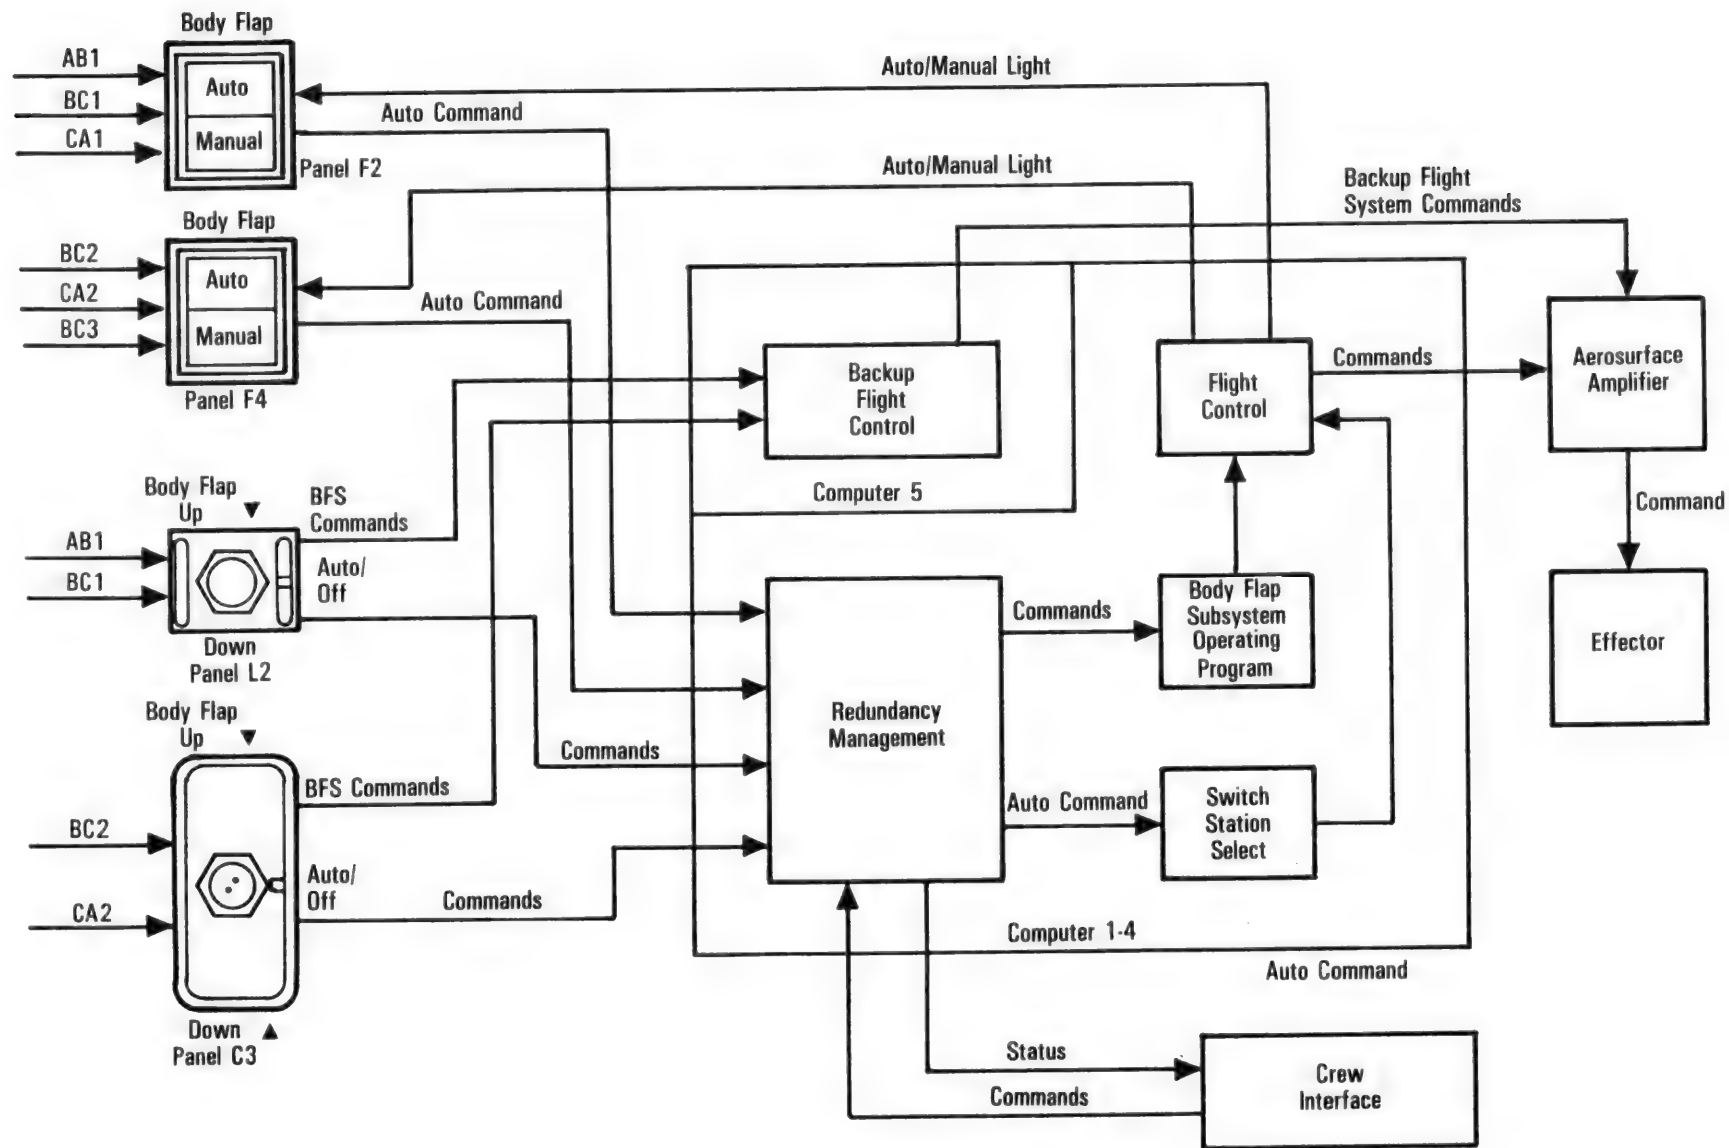 Body Flap
AB1
BC1
CA1
Auto
Manual
Panel F2
Auto/Manual Light
Auto Command
Body Flap
BC2
CA2
BC3
Auto
Manual
Panel F4
Auto/Manual Light
Auto Command
Backup Flight
System Commands
Backup
Flight
Control
Computer 5
Flight
Control
Commands
Aerosurface
Amplifier
Command
Effector
Body Flap
Up
BFS
Commands
AB1
BC1
Auto/
Off
Down
Panel L2
Body Flap
Up
Commands
BFS Commands
BC2
CA2
Auto/
Off
Commands
Down
Panel C3
Redundancy
Management
Commands
Body Flap
Subsystem
Operating
Program
Auto Command
Switch
Station
Select
Computer 1-4
Auto Command
Status
Commands
Crew
Interface